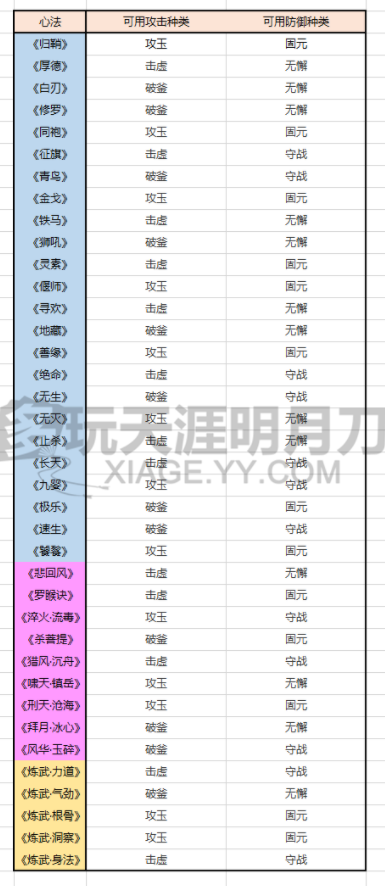 心法 可用攻击种类 可用防御种类
《归鞘》 攻玉 固元
《厚德》 击虚 无懈
《白刃》 破釜 无懈
《修罗》 破釜 无懈
《同袍》 攻玉 固元
《征旗》 击虚 守战
《青鸟》 破釜 守战
《金戈》 攻玉 固元
《铁马》 击虚 无懈
《狮吼》 破釜 无懈
《灵素》 击虚 固元
《偃师》 攻玉 固元
《寻欢》 击虚 无懈
《地藏》 破釜 无懈
《善缘》 攻玉 固元
《绝命》 击虚 守战
《无生》 破釜 守战
《无灭》 攻玉 无懈
《止杀》 击虚 无懈
《长天》 击虚 守战
《九婴》 攻玉 守战
《极乐》 破釜 固元
《速生》 破釜 守战
《饕餮》 攻玉 固元
《悲回风》 击虚 无懈
《罗睺诀》 击虚 固元
《淬火·流毒》 攻玉 守战
《杀菩提》 破釜 固元
《猎风·沉舟》 击虚 守战
《啸天·镇岳》 攻玉 无懈
《刑天·沧海》 攻玉 固元
《拜月·冰心》 破釜 无懈
《风华·玉碎》 破釜 守战
《炼武·力道》 击虚 守战
《炼武·气劲》 破釜 无懈
《炼武·根骨》 攻玉 固元
《炼武·洞察》 攻玉 固元
《炼武·身法》 击虚 守战
玩天涯明月刀
XIAGE.YY.COM